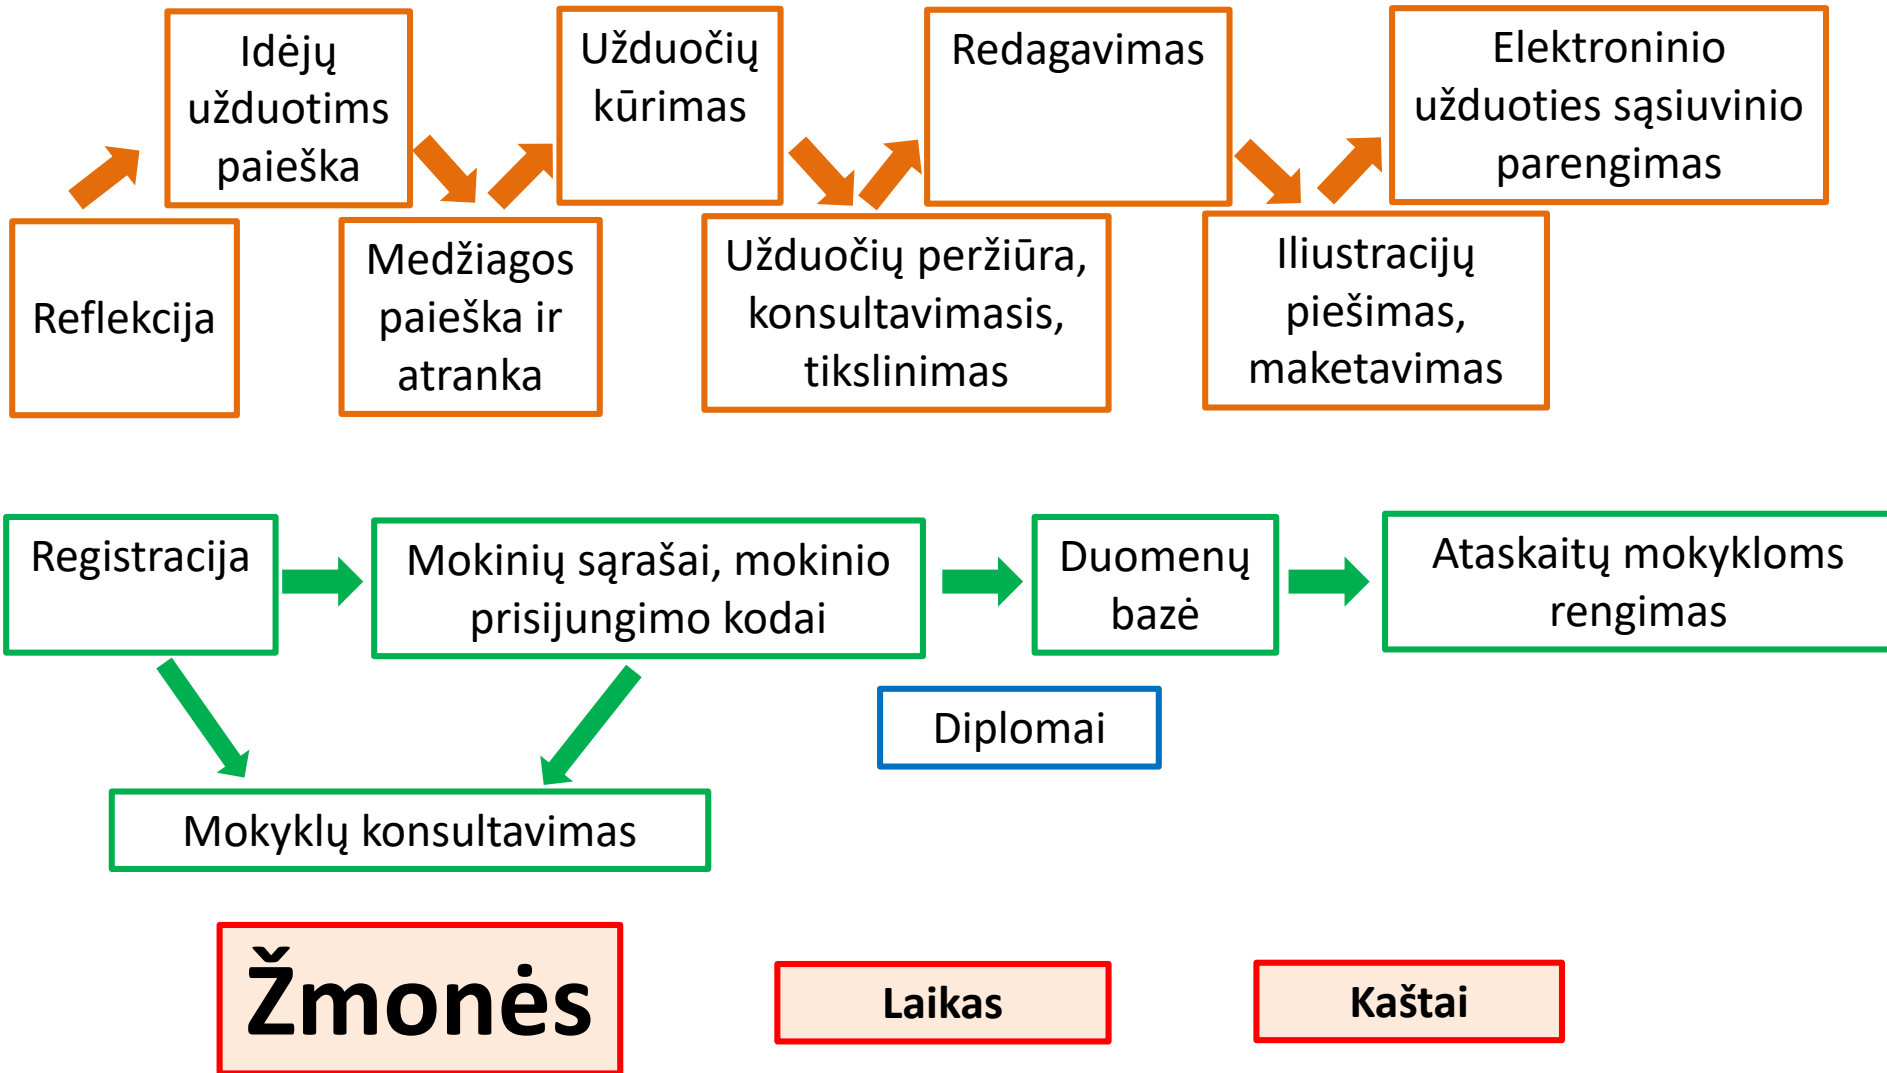 Reflekcija
Idėjų
užduotims
paieška
Medžiagos
paieška ir
atranka
Užduočių
kūrimas
Užduočių peržiūra,
konsultavimasis,
tikslinimas
Redagavimas
Iliustracijų
piešimas,
maketavimas
Elektroninio
užduoties sąsiuvinio
parengimas
Registracija
Mokinių sąrašai, mokinio
prisijungimo kodai
Duomenų
bazė
Ataskaitų mokykloms
rengimas
Diplomai
Mokyklų konsultavimas
Žmonės
Laikas
Kaštai